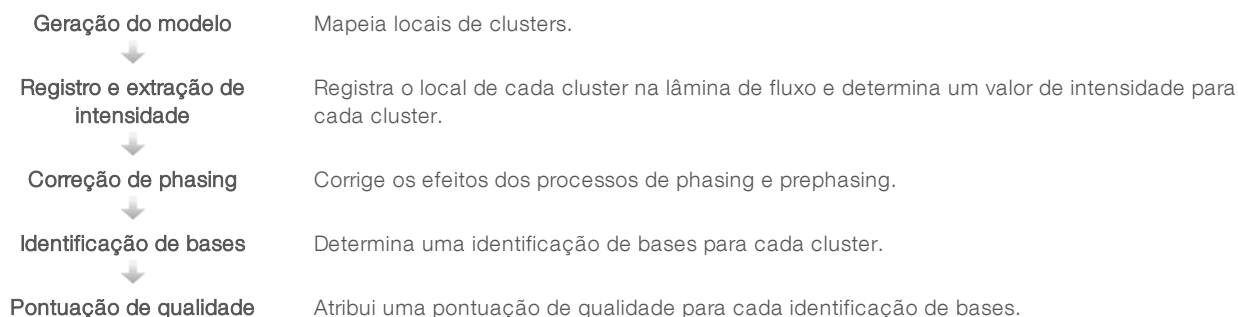 Geração do modelo Mapeia locais de clusters.
Registro e extração de Registra o local de cada cluster na lâmina de fluxo e determina um valor de intensidade para
intensidade cada cluster.
Correção de phasing Corrige os efeitos dos processos de phasing e prephasing.
Identificação de bases Determina uma identificação de bases para cada cluster.
Pontuação de qualidade Atribui uma pontuação de qualidade para cada identificação de bases.